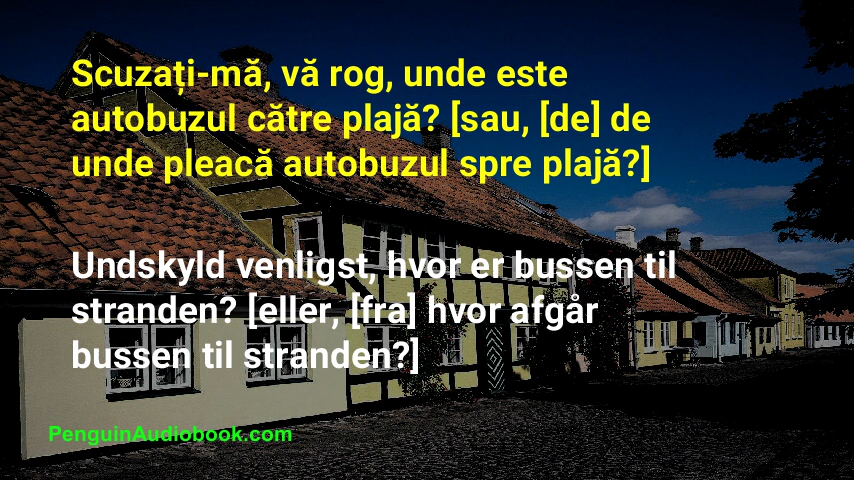 Scuzați-mă, vă rog, unde este
autobuzul către plajă? [sau, [de] de
unde pleacă autobuzul spre plajă?]
Undskyld venligst, hvor er bussen til
stranden? [eller, [fra] hvor afgår
bussen til stranden?]
PenguinAudiobook.com